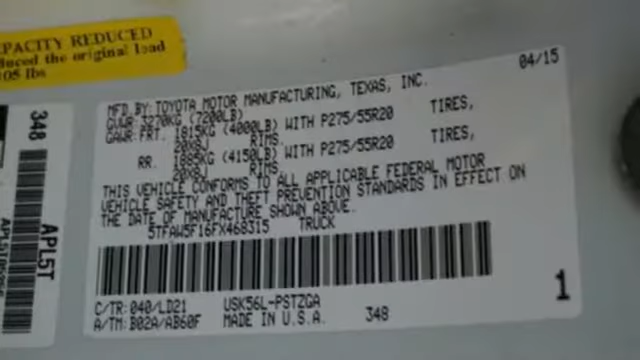 CAPACITY REDUCED
the original load
105 lbs
04/15
MFD. BY: TOYOTA MOTOR MANUFACTURING, TEXAS, INC.
GVWR: 3270KG (7200LB)
GAWR: FRT. 1815KG (4000LB) WITH P275/55R20 TIRES,
20X8J RIMS.
RR. 1885KG (4150LB) WITH P275/55R20 TIRES,
20X8J RIMS.
THIS VEHICLE CONFORMS TO ALL APPLICABLE FEDERAL MOTOR
VEHICLE SAFETY AND THEFT PREVENTION STANDARDS IN EFFECT ON
THE DATE OF MANUFACTURE SHOWN ABOVE.
5TFAW5F16FX468315 TRUCK
C/TR: 040/LD21 USK56L-PSTZGA
A/TM: B02A/AB60F MADE IN U.S.A. 348
1
348
APL5T